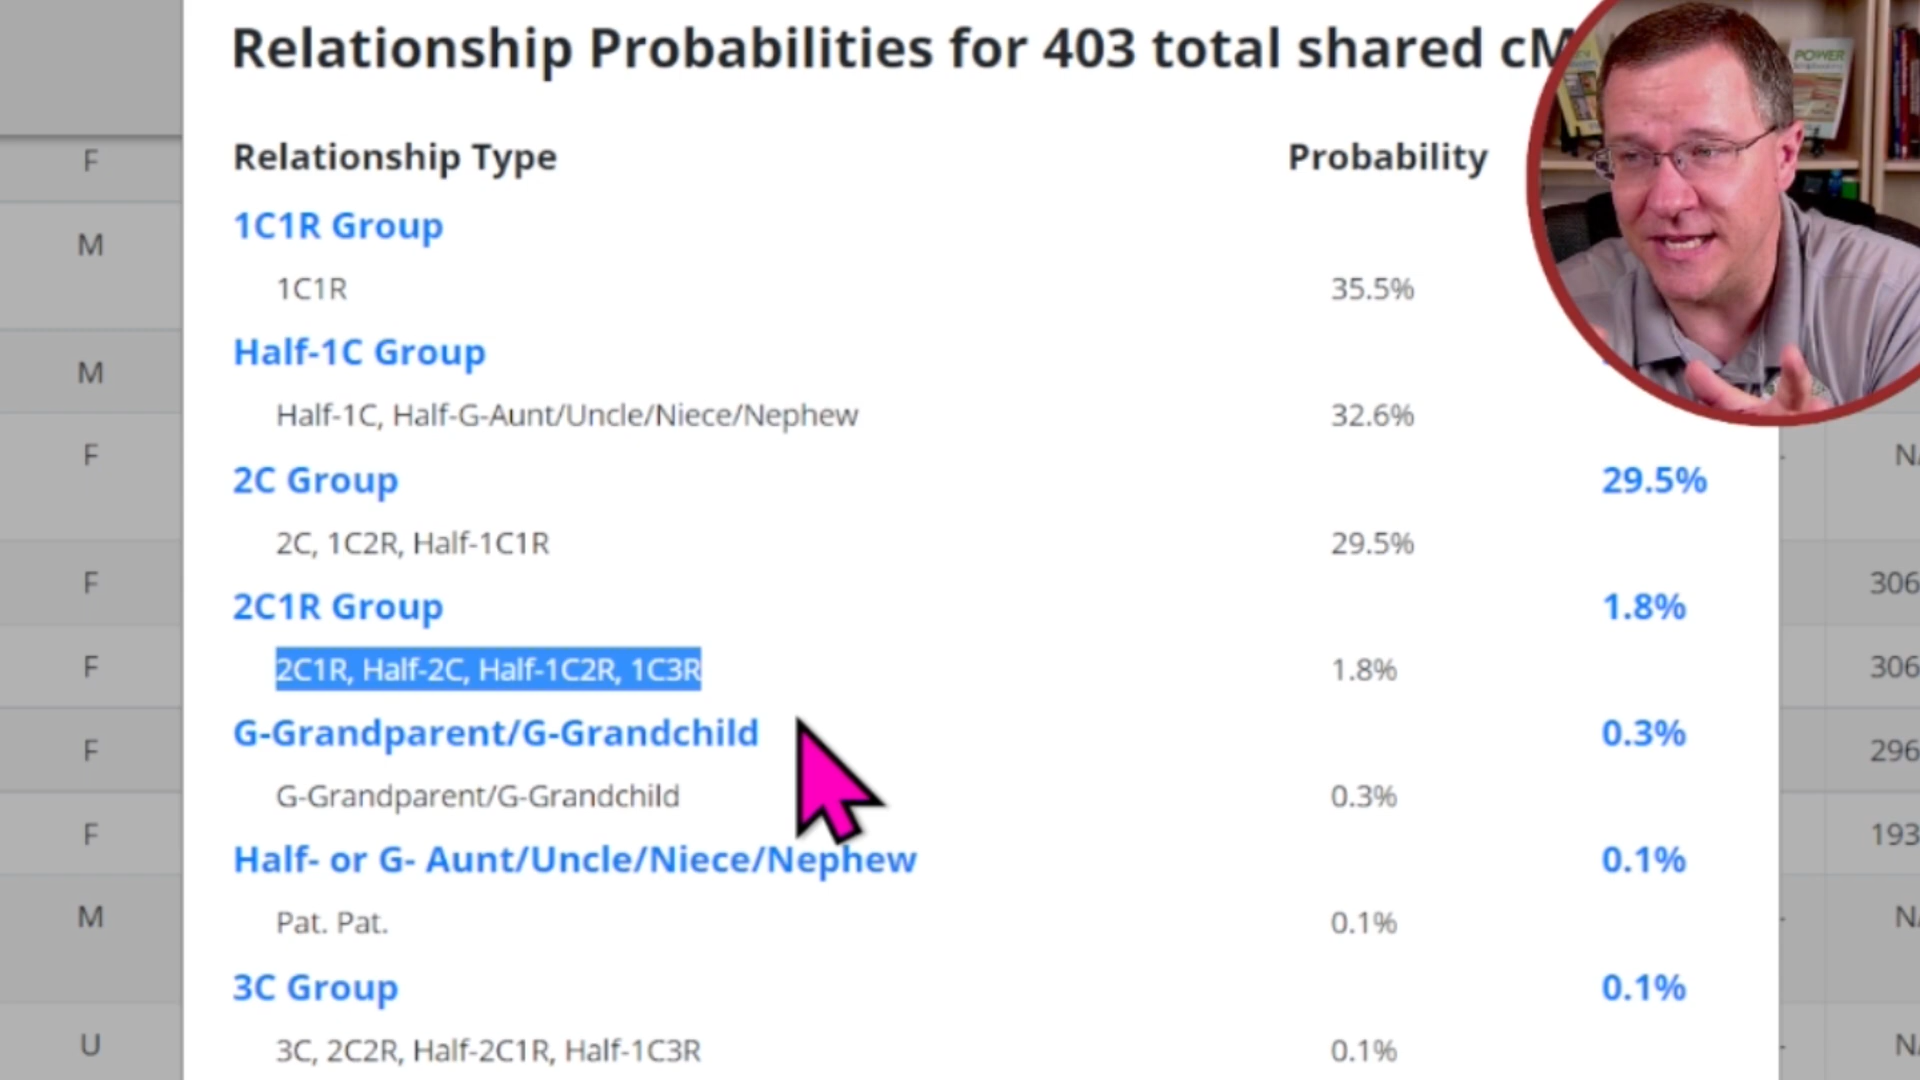 Relationship Probabilities for 403 total shared cM
Relationship Type Probability
F
1C1R Group
M
1C1R 35.5%
Half-1C Group
M
Half-1C, Half-G-Aunt/Uncle/Niece/Nephew 32.6%
F
2C Group 29.5%
2C, 1C2R, Half-1C1R 29.5%
F
2C1R Group 1.8%
306
F
2C1R, Half-2C, Half-1C2R, 1C3R 1.8%
306
F
G-Grandparent/G-Grandchild 0.3%
296
G-Grandparent/G-Grandchild 0.3%
F
193
Half- or G- Aunt/Uncle/Niece/Nephew 0.1%
M
Pat. Pat. 0.1%
3C Group 0.1%
U
3C, 2C2R, Half-2C1R, Half-1C3R 0.1%
POWER